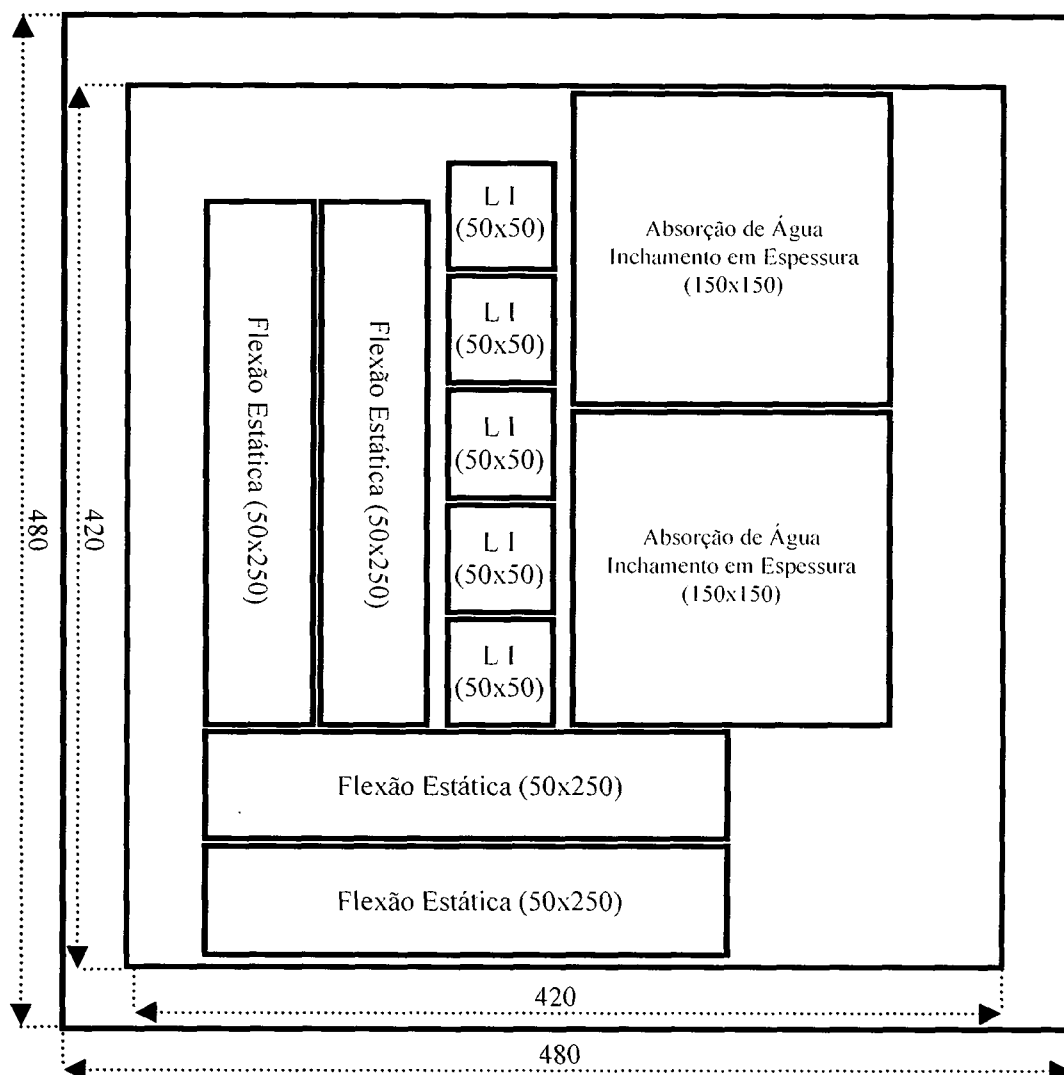 L I
(50x50)
L I
(50x50)
L I
(50x50)
L I
(50x50)
L I
(50x50)
Absorção de Água
Inchamento em Espessura
(150x150)
Absorção de Água
Inchamento em Espessura
(150x150)
Flexão Estática (50x250)
Flexão Estática (50x250)
Flexão Estática (50x250)
Flexão Estática (50x250)
480
420
420
480